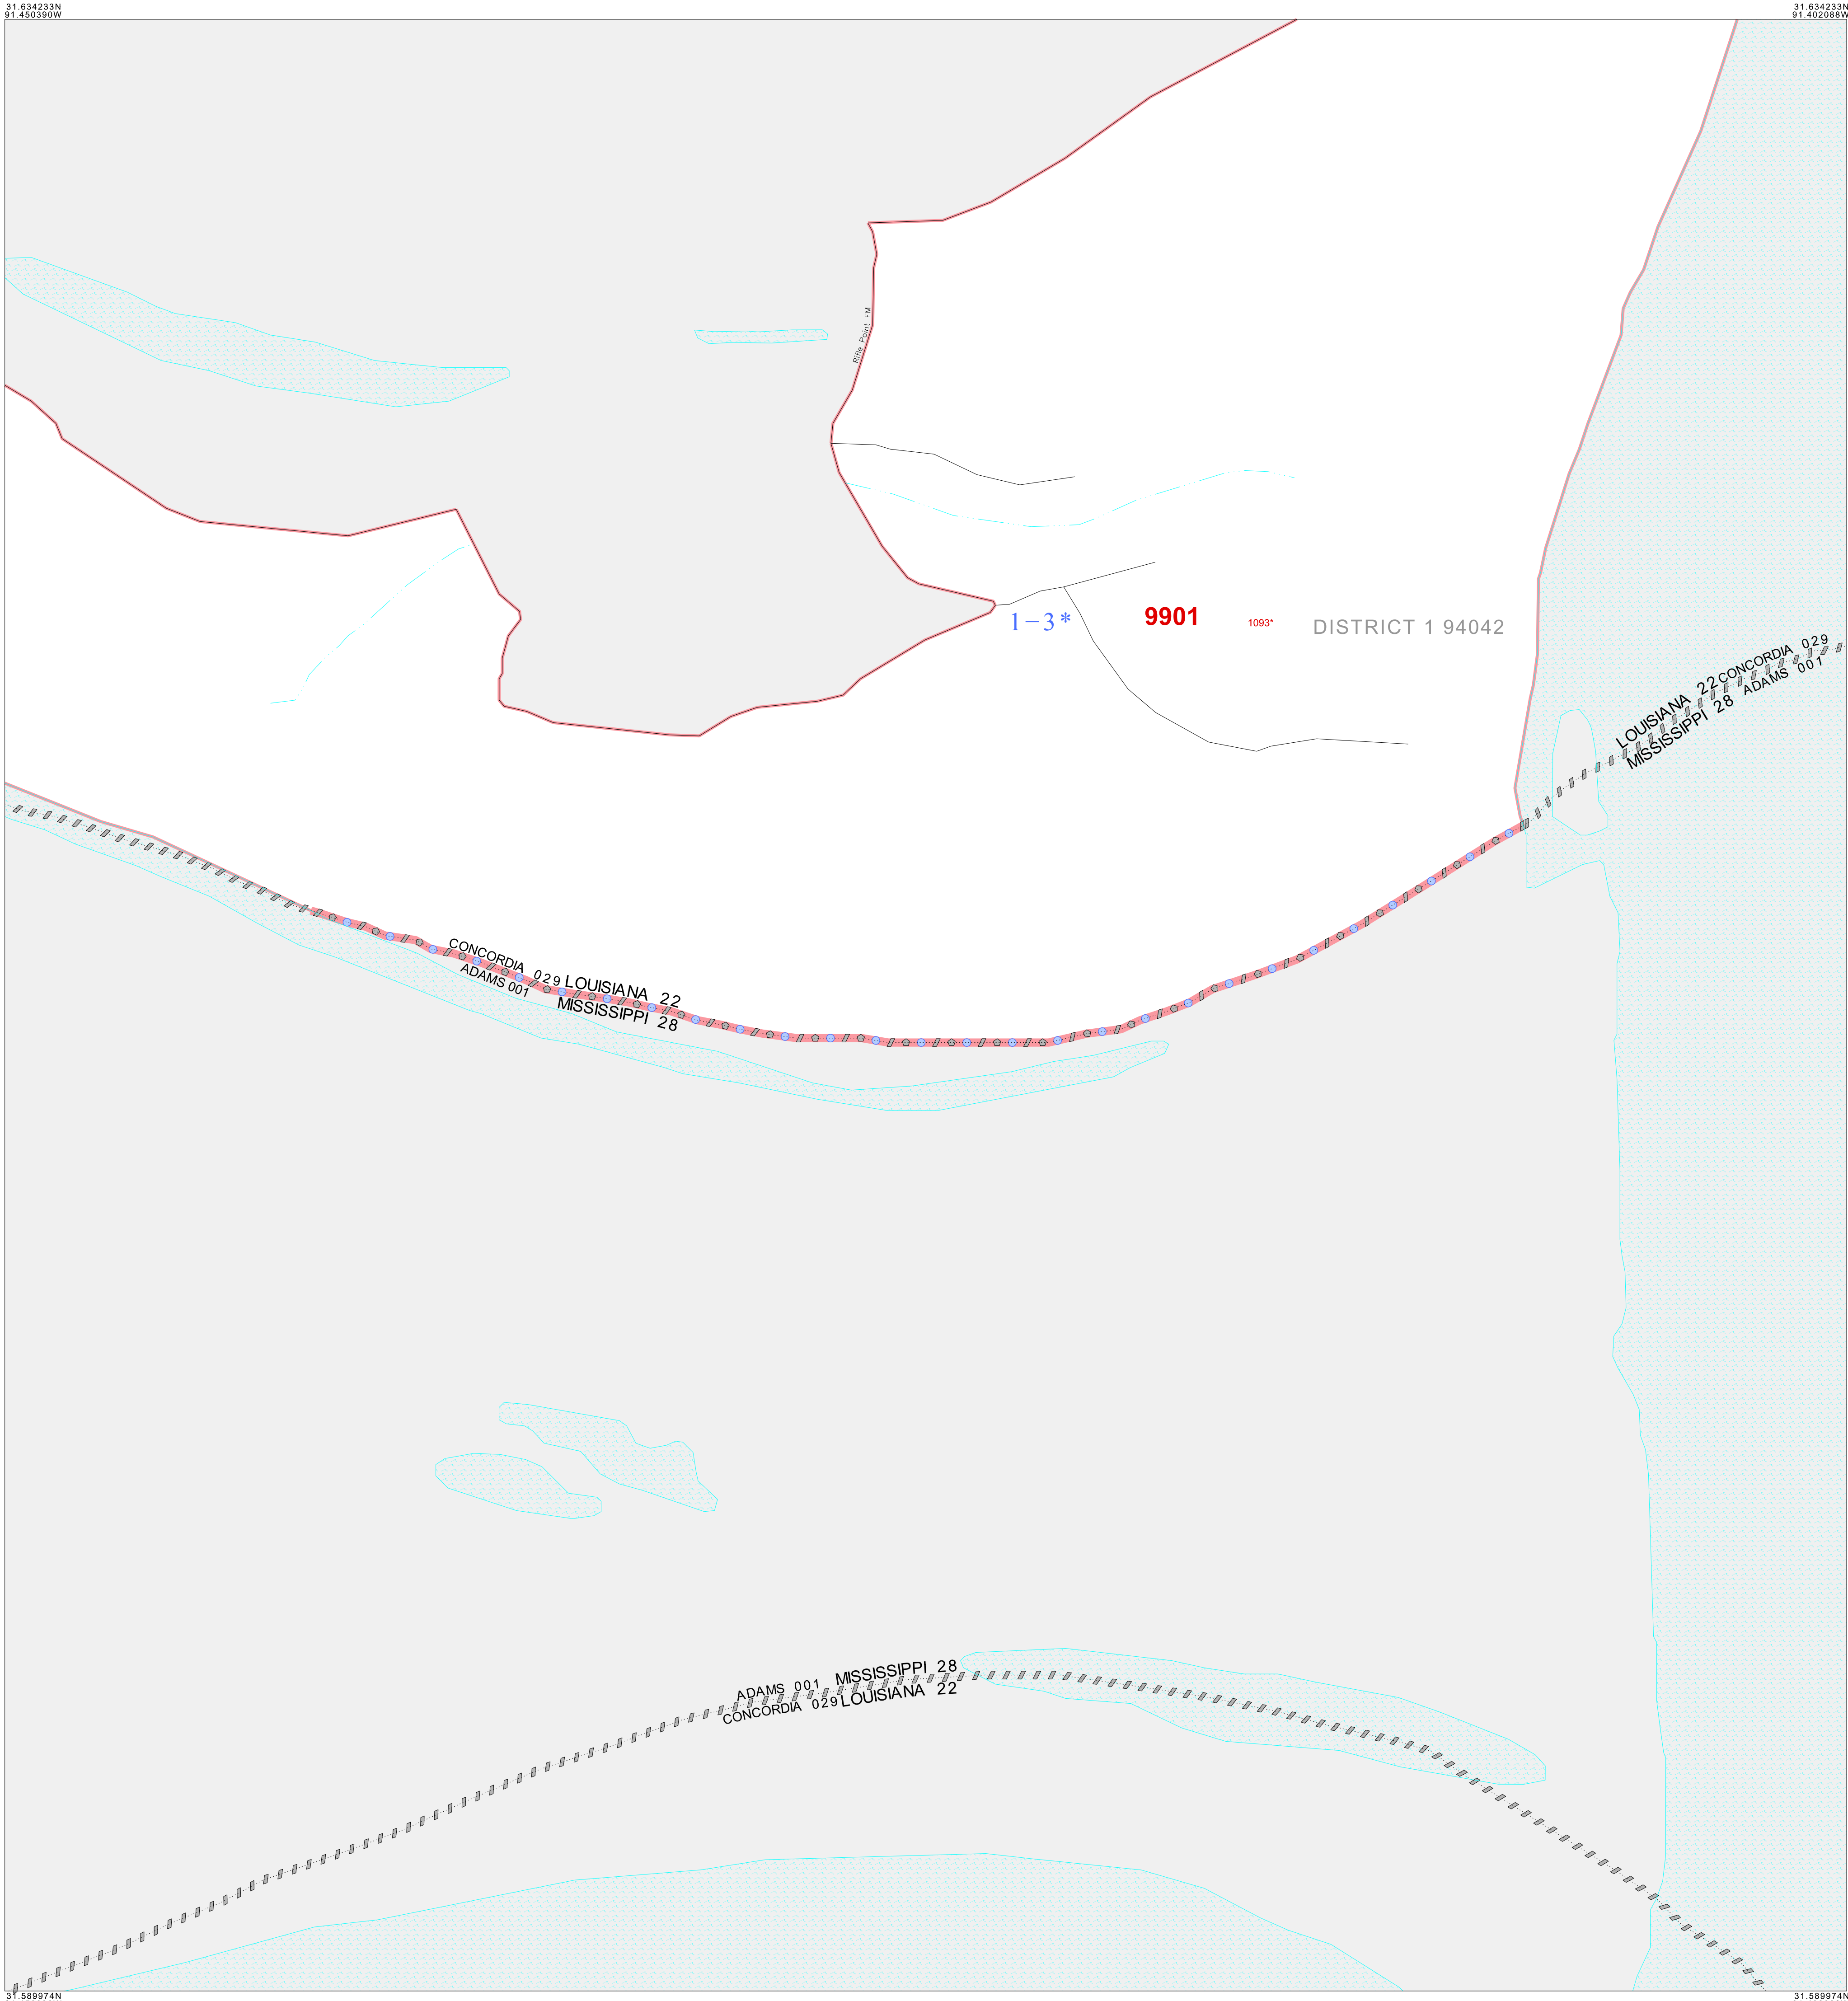 31.634233N
91.450390W
31.634233N
91.402088W
Rifle Point FM
1-3*
9901
1093*
DISTRICT 1 94042
LOUISIANA 22
CONCORDIA 029
MISSISSIPPI 28
ADAMS 001
CONCORDIA 029
LOUISIANA 22
ADAMS 001
MISSISSIPPI 28
ADAMS 001
MISSISSIPPI 28
CONCORDIA 029
LOUISIANA 22
31.589974N
31.589974N